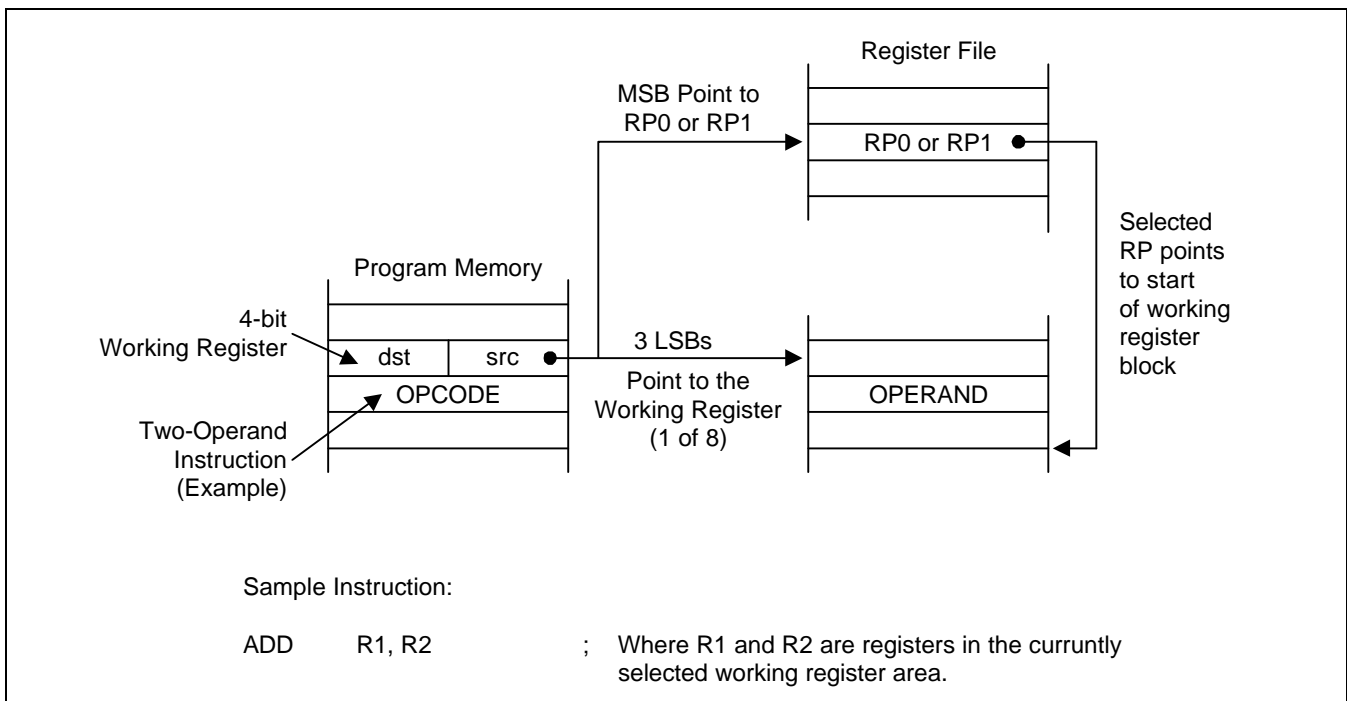 Register File
MSB Point to
RP0 or RP1
RP0 or RP1
Selected
RP points
to start
of working
register
block
Program Memory
4-bit
Working Register
dst
src
3 LSBs
Point to the
Working Register
(1 of 8)
OPCODE
OPERAND
Two-Operand
Instruction
(Example)
Sample Instruction:
ADD R1, R2 ; Where R1 and R2 are registers in the curruntly
selected working register area.